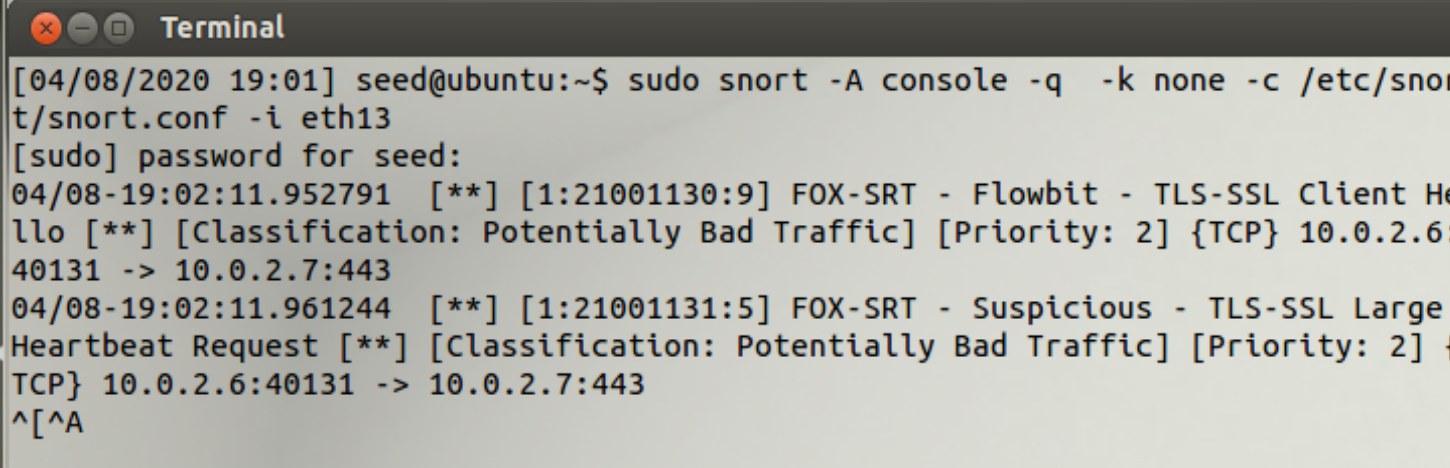 Terminal
[04/08/2020 19:01] seed@ubuntu:~$ sudo snort -A console -q  -k none -c /etc/snor
t/snort.conf -i eth13
[sudo] password for seed:
04/08-19:02:11.952791  [**] [1:21001130:9] FOX-SRT - Flowbit - TLS-SSL Client He
llo [**] [Classification: Potentially Bad Traffic] [Priority: 2] {TCP} 10.0.2.6:
40131 -> 10.0.2.7:443
04/08-19:02:11.961244  [**] [1:21001131:5] FOX-SRT - Suspicious - TLS-SSL Large
Heartbeat Request [**] [Classification: Potentially Bad Traffic] [Priority: 2] {
TCP} 10.0.2.6:40131 -> 10.0.2.7:443
^[^A